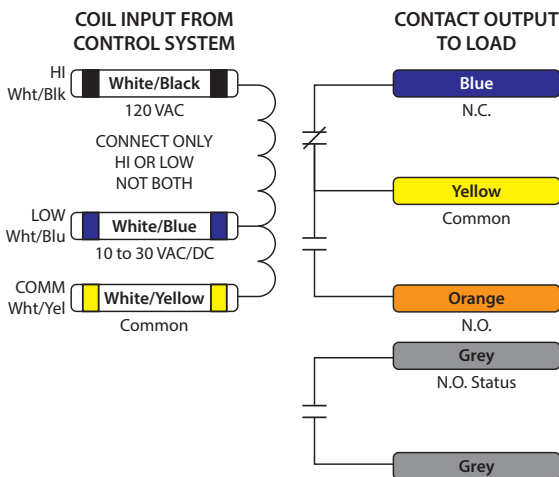 COIL INPUT FROM
CONTROL SYSTEM
HI
Wht/Blk
White/Black
120 VAC
CONNECT ONLY
HI OR LOW
NOT BOTH
LOW
Wht/Blu
White/Blue
10 to 30 VAC/DC
COMM
Wht/Yel
White/Yellow
Common
CONTACT OUTPUT
TO LOAD
Blue
N.C.
Yellow
Common
Orange
N.O.
Grey
N.O. Status
Grey